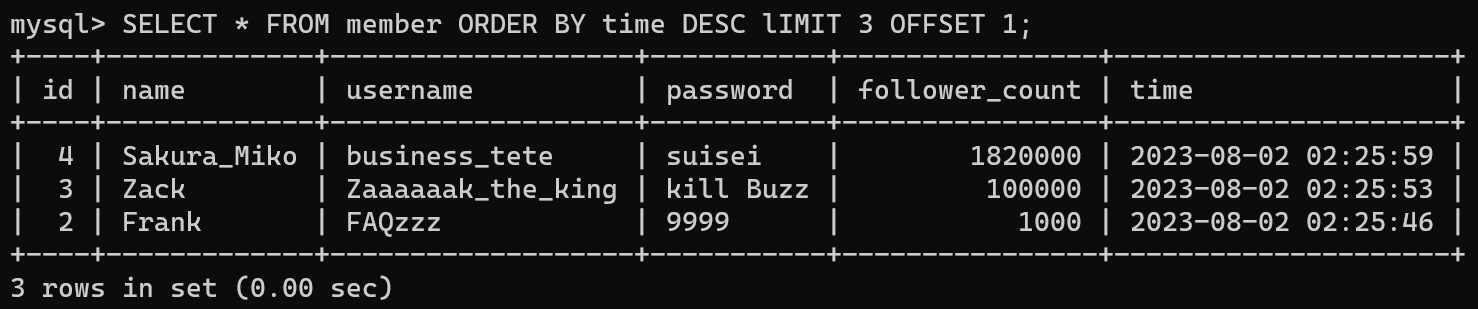 mysql> SELECT * FROM member ORDER BY time DESC lIMIT 3 OFFSET 1;
+----+-------------+-------------------+-----------+----------------+---------------------+
| id | name        | username          | password  | follower_count | time                |
+----+-------------+-------------------+-----------+----------------+---------------------+
|  4 | Sakura_Miko | business_tete     | suisei    |        1820000 | 2023-08-02 02:25:59 |
|  3 | Zack        | Zaaaaaak_the_king | kill Buzz |         100000 | 2023-08-02 02:25:53 |
|  2 | Frank       | FAQzzz            | 9999      |           1000 | 2023-08-02 02:25:46 |
+----+-------------+-------------------+-----------+----------------+---------------------+
3 rows in set (0.00 sec)